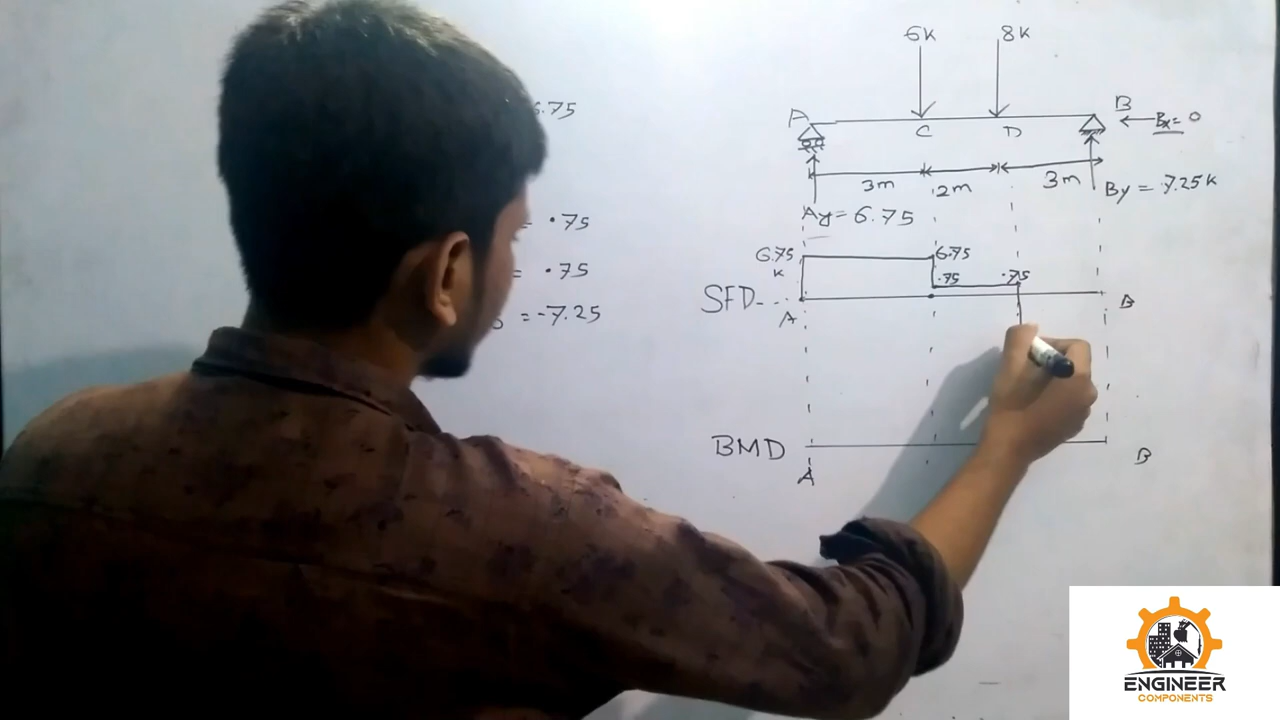 6K 8K
A B
C D
Bx= 0
3m 2m 3m
By = 7.25K
Ay=6.75
6.75
= .75
= .75
=-7.25
6.75 K 6.75
.75 .75
SFD
A B
BMD
A B
ENGINEER
COMPONENTS